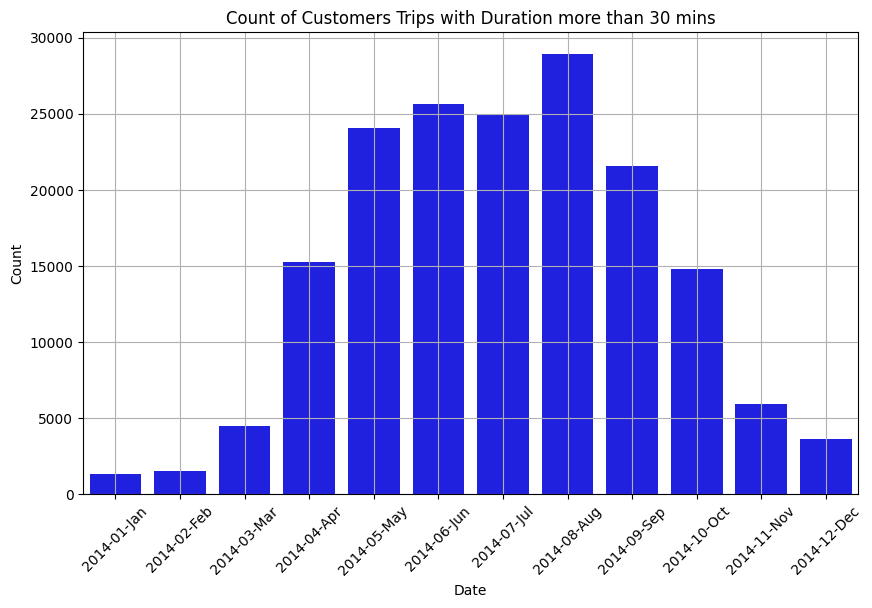 Count of Customers Trips with Duration more than 30 mins
30000
25000
20000
15000
10000
5000
0
Count
2014-01-Jan
2014-02-Feb
2014-03-Mar
2014-04-Apr
2014-05-May
2014-06-Jun
2014-07-Jul
2014-08-Aug
2014-09-Sep
2014-10-Oct
2014-11-Nov
2014-12-Dec
Date